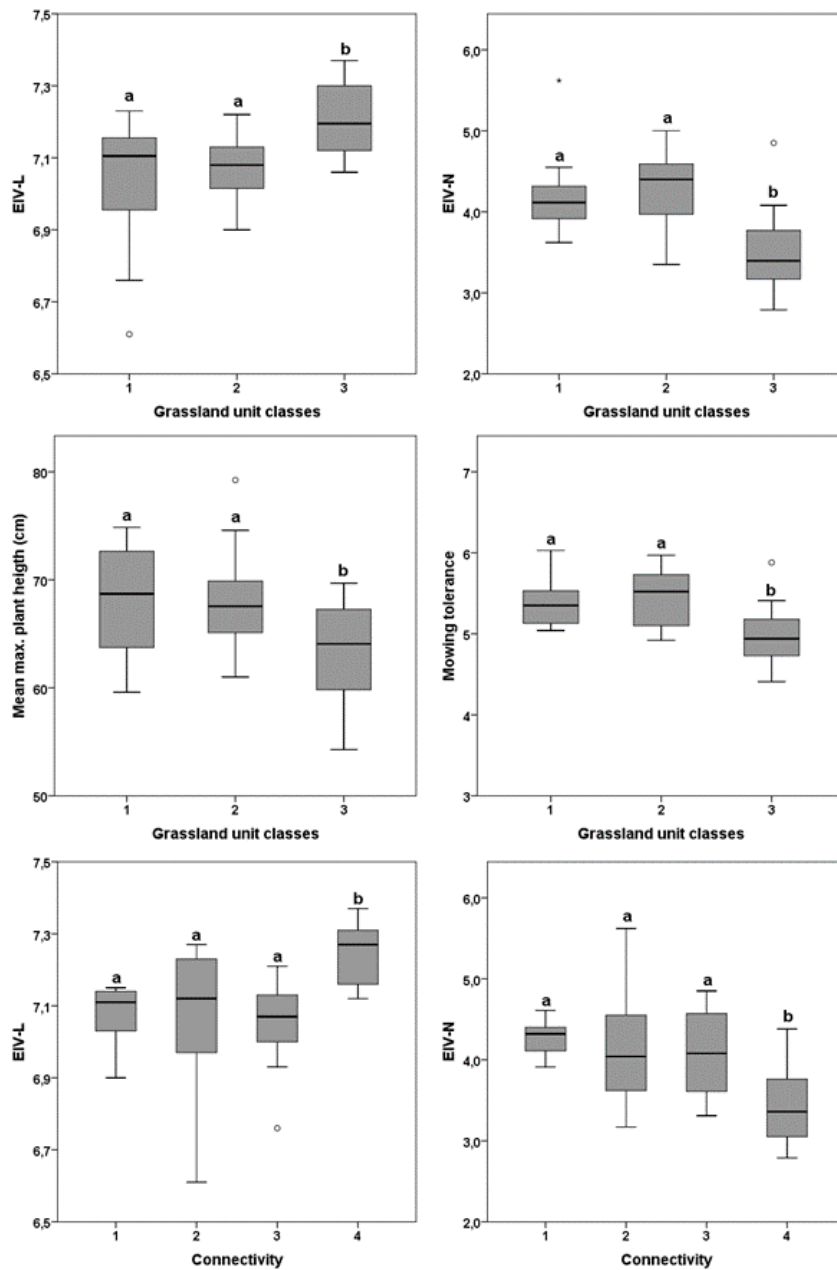 7,5
7,3
7,1
6,9
6,7
6,5
EIV-L
a
a
b
1
2
3
Grassland unit classes
6,0
5,0
4,0
3,0
2,0
EIV-N
a
a
b
1
2
3
Grassland unit classes
80
70
60
50
Mean max. plant heigth (cm)
a
a
b
1
2
3
Grassland unit classes
7
6
5
4
3
Mowing tolerance
a
a
b
1
2
3
Grassland unit classes
7,5
7,3
7,1
6,9
6,7
6,5
EIV-L
a
a
a
b
1
2
3
4
Connectivity
6,0
5,0
4,0
3,0
2,0
EIV-N
a
a
a
b
1
2
3
4
Connectivity